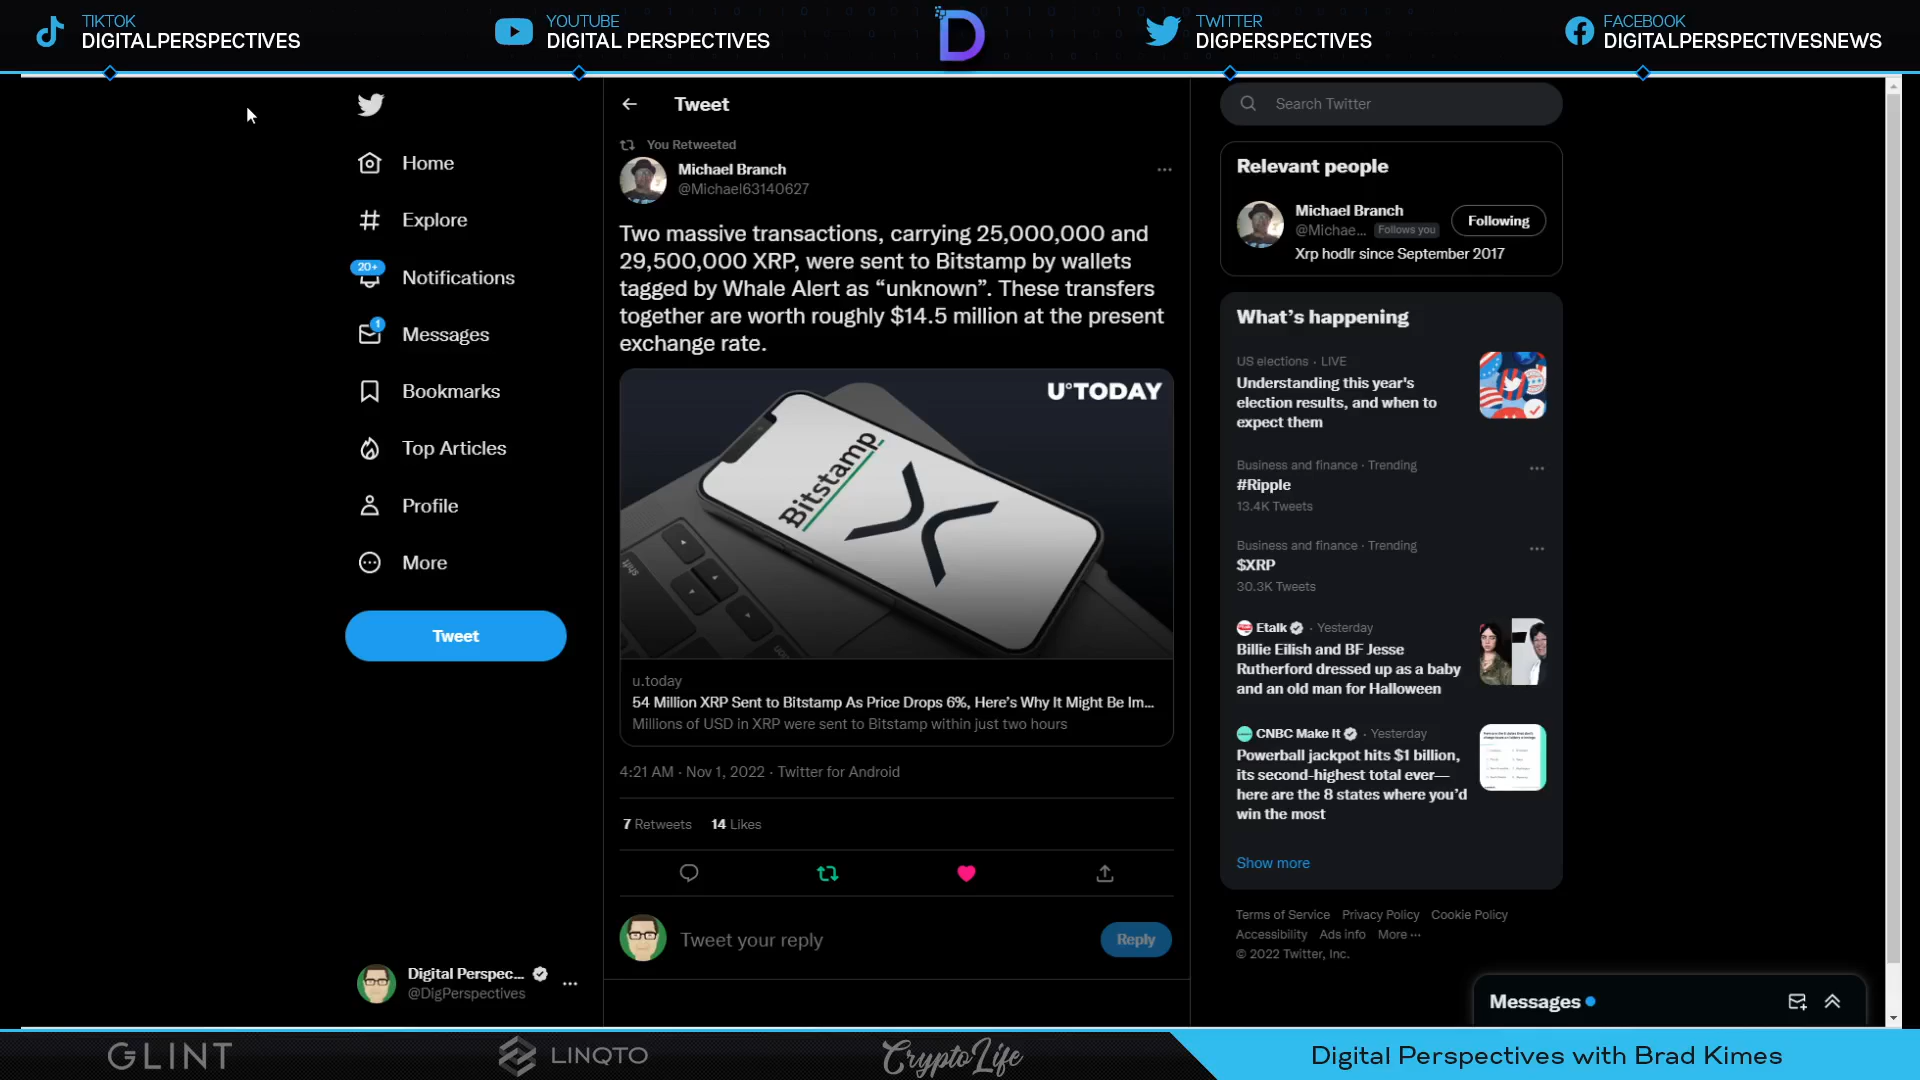 TIKTOK
DIGITALPERSPECTIVES
YOUTUBE
DIGITAL PERSPECTIVES
D
TWITTER
DIGPERSPECTIVES
FACEBOOK
DIGITALPERSPECTIVESNEWS
Home
Explore
20+
Notifications
1
Messages
Bookmarks
Top Articles
Profile
More
Tweet
Digital Perspec...
@DigPerspectives
Tweet
You Retweeted
Michael Branch
@Michael63140627
Two massive transactions, carrying 25,000,000 and
29,500,000 XRP, were sent to Bitstamp by wallets
tagged by Whale Alert as “unknown”. These transfers
together are worth roughly $14.5 million at the present
exchange rate.
U°TODAY
Bitstamp
shift
u.today
54 Million XRP Sent to Bitstamp As Price Drops 6%, Here’s Why It Might Be Im...
Millions of USD in XRP were sent to Bitstamp within just two hours
4:21 AM · Nov 1, 2022 · Twitter for Android
7 Retweets 14 Likes
Tweet your reply
Reply
Search Twitter
Relevant people
Michael Branch
@Michae... Follows you
Following
Xrp hodlr since September 2017
What’s happening
US elections · LIVE
Understanding this year's
election results, and when to
expect them
Business and finance · Trending
#Ripple
13.4K Tweets
Business and finance · Trending
$XRP
30.3K Tweets
Etalk · Yesterday
Billie Eilish and BF Jesse
Rutherford dressed up as a baby
and an old man for Halloween
CNBC Make It · Yesterday
Powerball jackpot hits $1 billion,
its second-highest total ever—
here are the 8 states where you’d
win the most
Show more
Terms of Service Privacy Policy Cookie Policy
Accessibility Ads info More ···
© 2022 Twitter, Inc.
Messages
GLINT
LINQTO
CryptoLife
Digital Perspectives with Brad Kimes